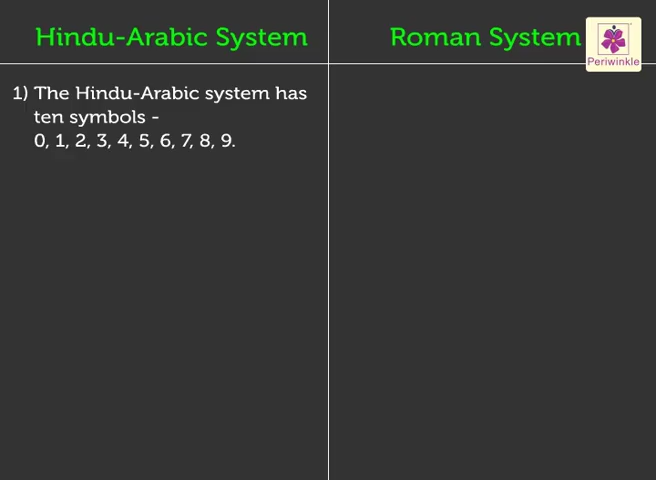 Hindu-Arabic System
Roman System
Periwinkle
1) The Hindu-Arabic system has
ten symbols -
0, 1, 2, 3, 4, 5, 6, 7, 8, 9.